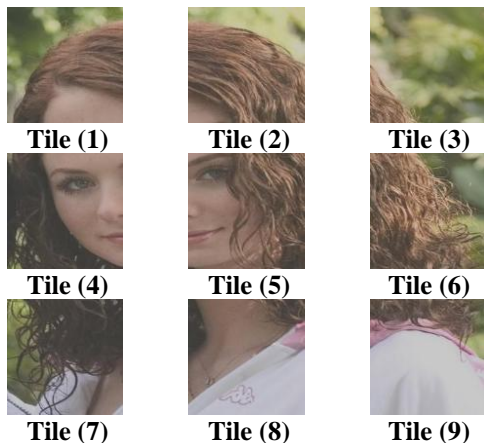 Tile (1) Tile (2) Tile (3)
Tile (4) Tile (5) Tile (6)
Tile (7) Tile (8) Tile (9)